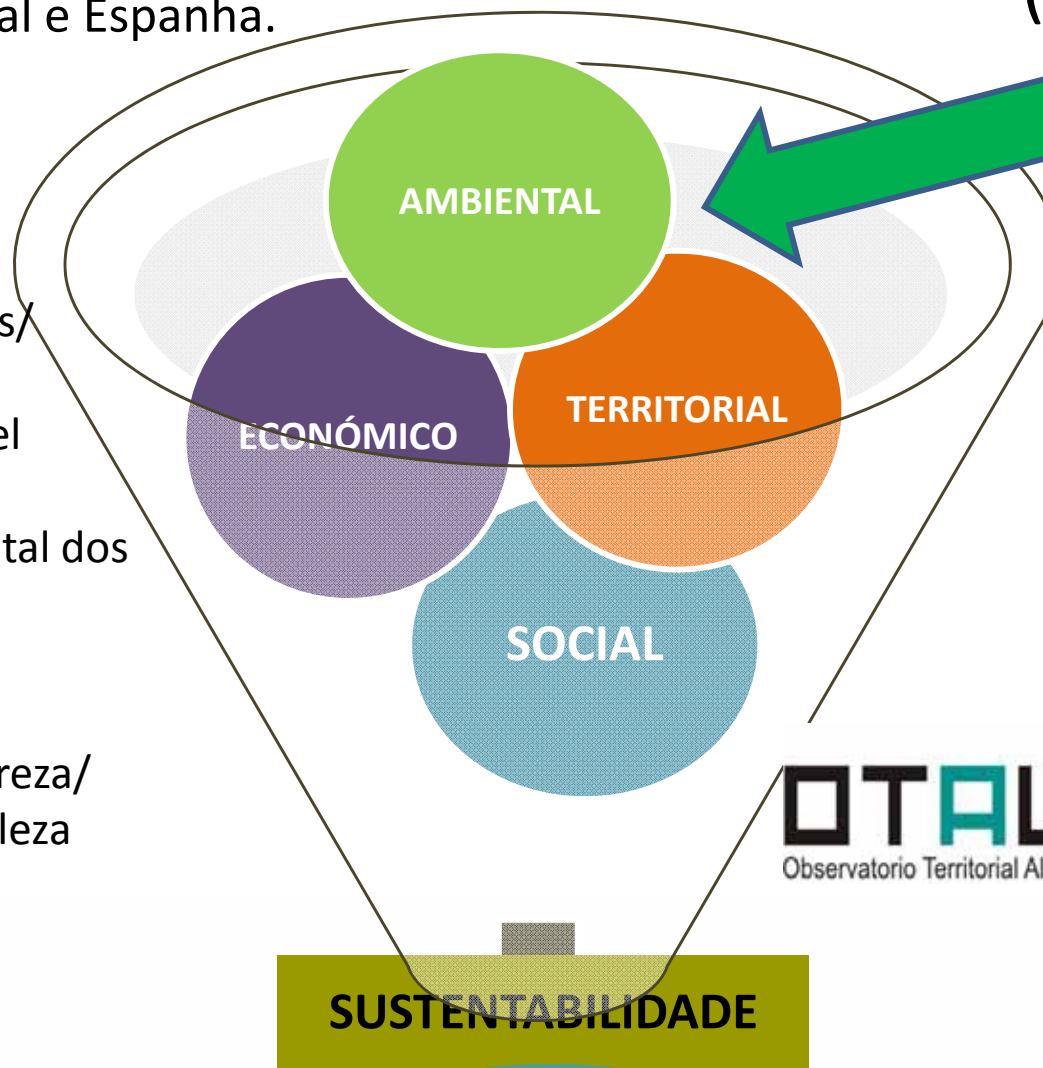 al e Espanha.
(
AMBIENTAL
s/
TERRITORIAL
ECONÓMICO
el
tal dos
SOCIAL
reza/
leza
OTAL
Observatorio Territorial Al
SUSTENTABILIDADE